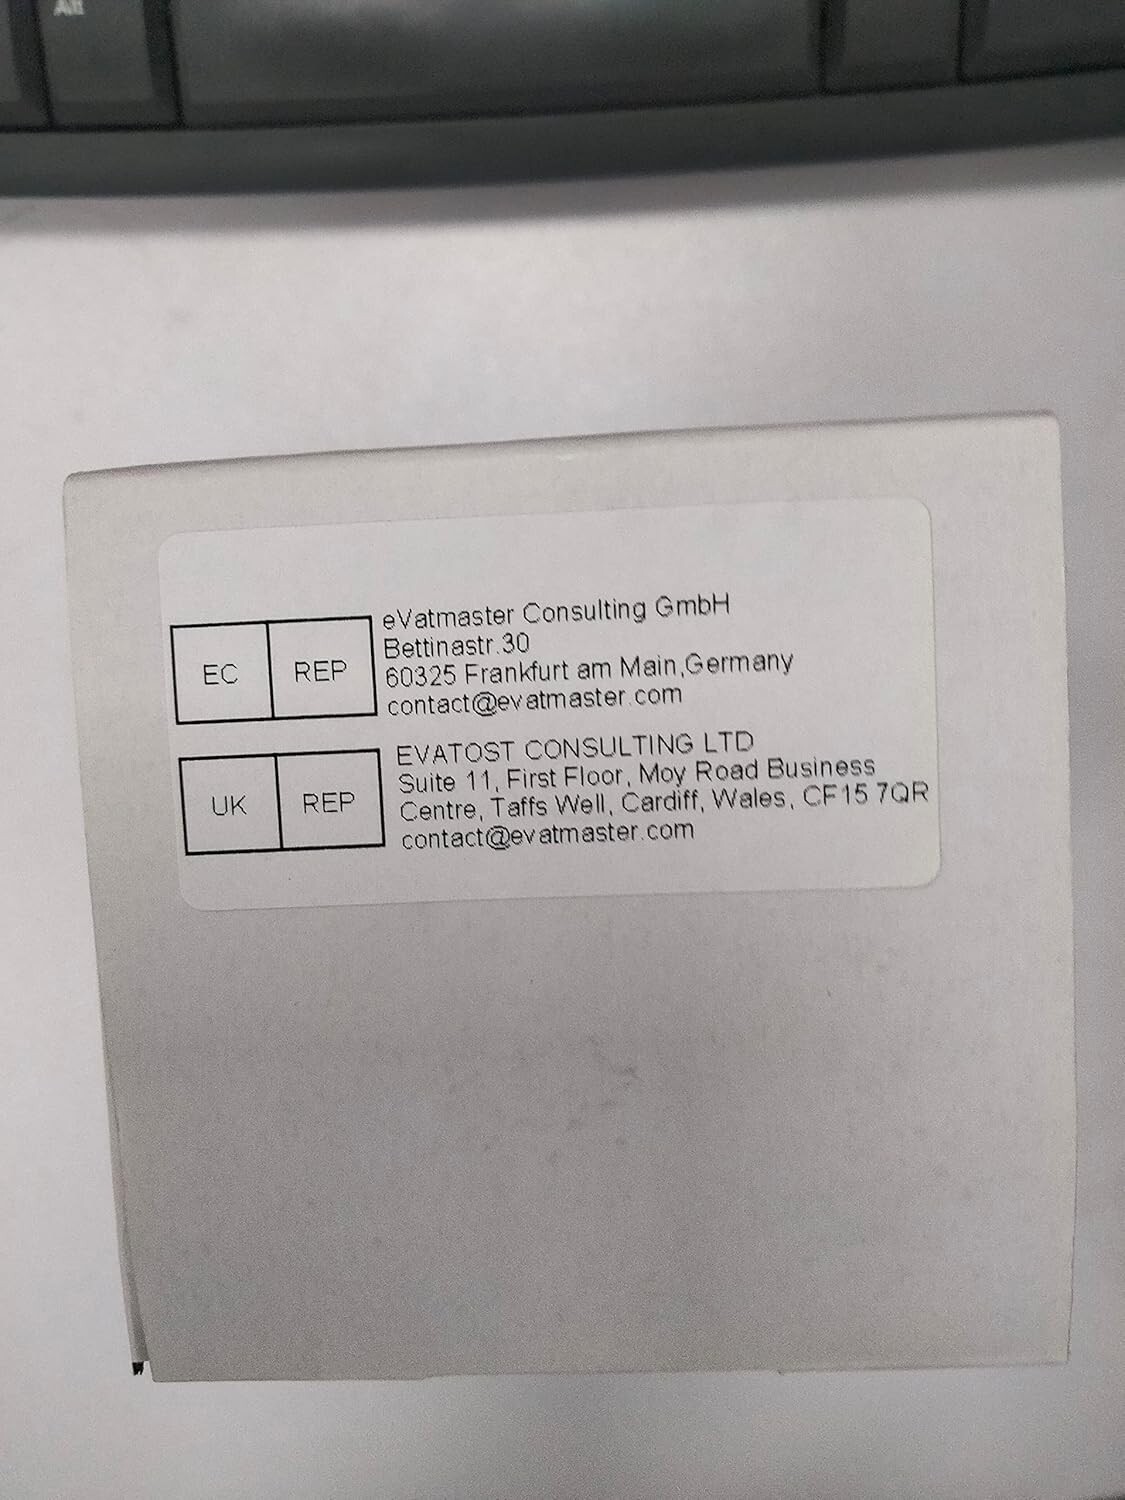 Alt
EC REP
eVatmaster Consulting GmbH
Bettinastr.30
60325 Frankfurt am Main,Germany
contact@evatmaster.com
UK REP
EVATOST CONSULTING LTD
Suite 11, First Floor, Moy Road Business
Centre, Taffs Well, Cardiff, Wales, CF15 7QR
contact@evatmaster.com